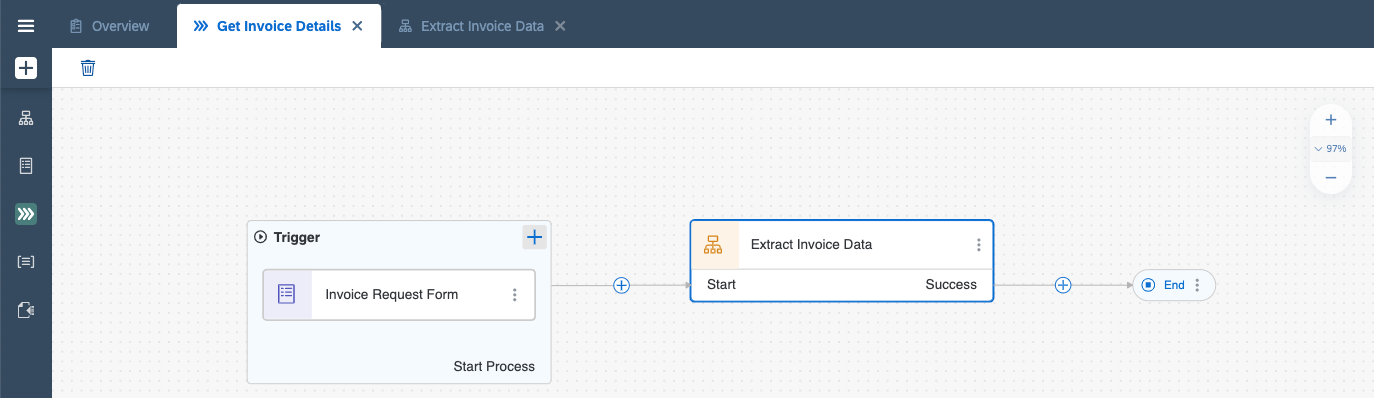 Overview
Get Invoice Details
Extract Invoice Data
97%
Trigger
Invoice Request Form
Start Process
Extract Invoice Data
Start
Success
End